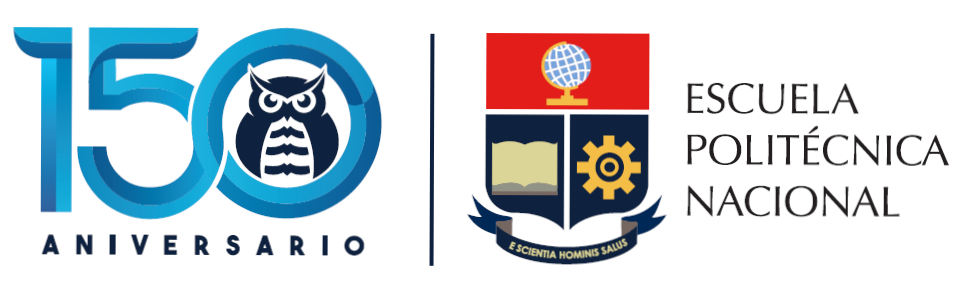 150
ANIVERSARIO
E SCIENTIA HOMINIS SALUS
ESCUELA
POLITÉCNICA
NACIONAL